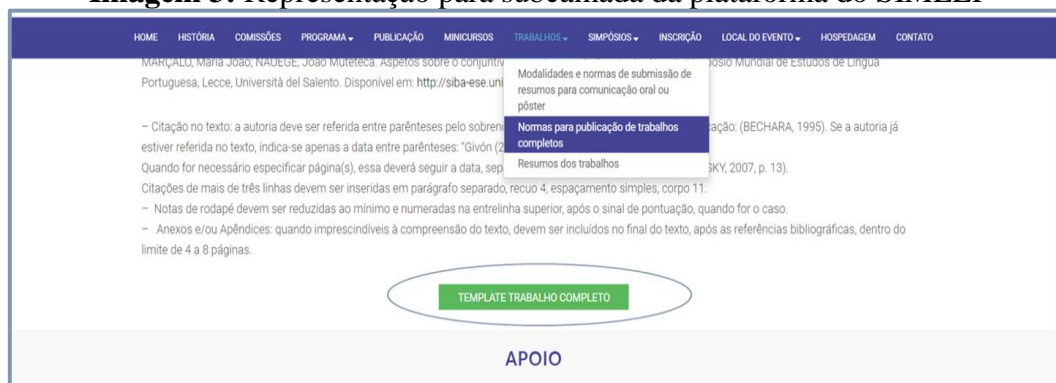 Imagem 3: Representação para subcamada da plataforma do SIMELP
HOME HISTÓRIA COMISSÕES PROGRAMA PUBLICAÇÃO MINICURSOS TRABALHOS SIMPÓSIOS INSCRIÇÃO LOCAL DO EVENTO HOSPEDAGEM CONTATO
MARÇALO, Maria João; NAUEGE, João Muteteca. Aspetos sobre o conjuntiv
pósio Mundial de Estudos de Língua
Portuguesa, Lecce, Università del Salento. Disponível em: http://siba-ese.uni
Modalidades e normas de submissão de
resumos para comunicação oral ou
pôster
Normas para publicação de trabalhos
completos
Resumos dos trabalhos
– Citação no texto: a autoria deve ser referida entre parênteses pelo sobren
cação: (BECHARA, 1995). Se a autoria já
estiver referida no texto, indica-se apenas a data entre parênteses: "Givón (2
Quando for necessário especificar página(s), essa deverá seguir a data, sep
SKY, 2007, p. 13).
Citações de mais de três linhas devem ser inseridas em parágrafo separado, recuo 4, espaçamento simples, corpo 11.
– Notas de rodapé devem ser reduzidas ao mínimo e numeradas na entrelinha superior, após o sinal de pontuação, quando for o caso.
– Anexos e/ou Apêndices: quando imprescindíveis à compreensão do texto, devem ser incluídos no final do texto, após as referências bibliográficas, dentro do
limite de 4 a 8 páginas.
TEMPLATE TRABALHO COMPLETO
APOIO